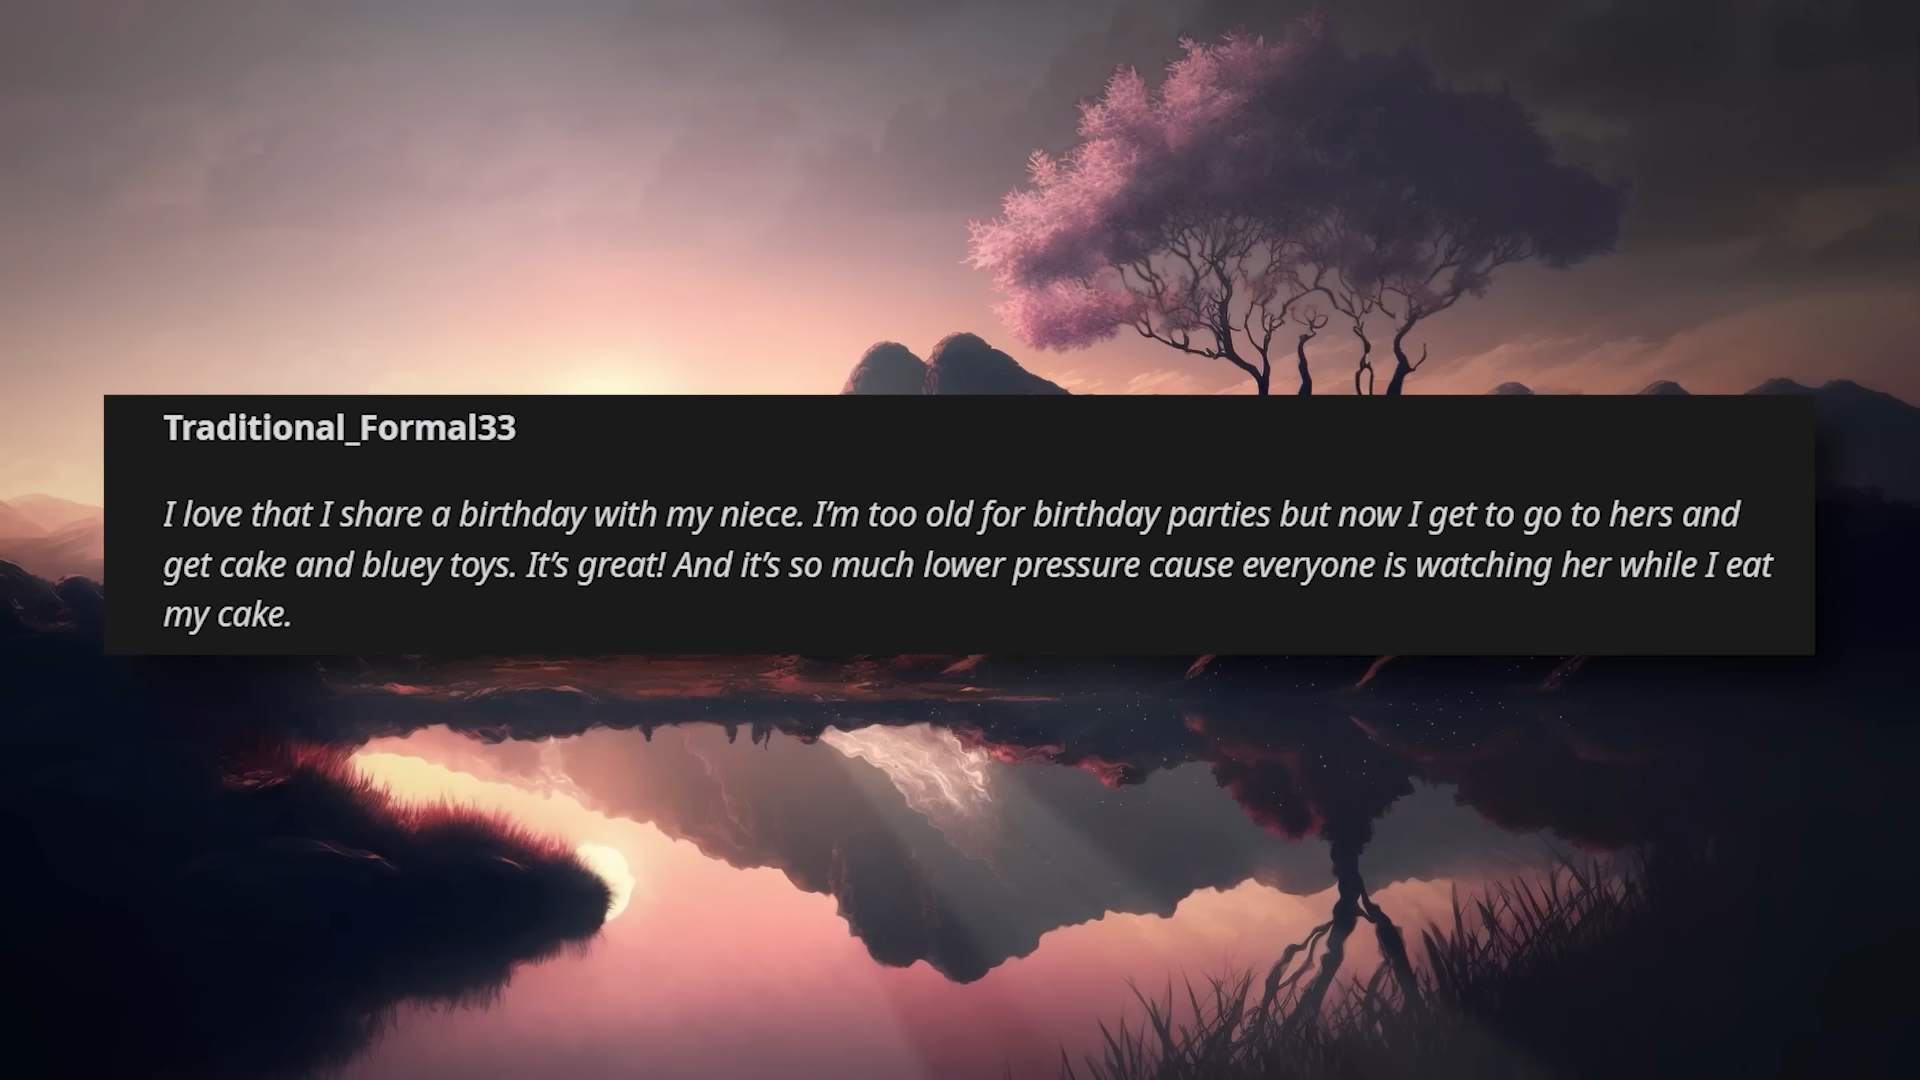 Traditional_Formal33
I love that I share a birthday with my niece. I’m too old for birthday parties but now I get to go to hers and
get cake and bluey toys. It’s great! And it’s so much lower pressure cause everyone is watching her while I eat
my cake.